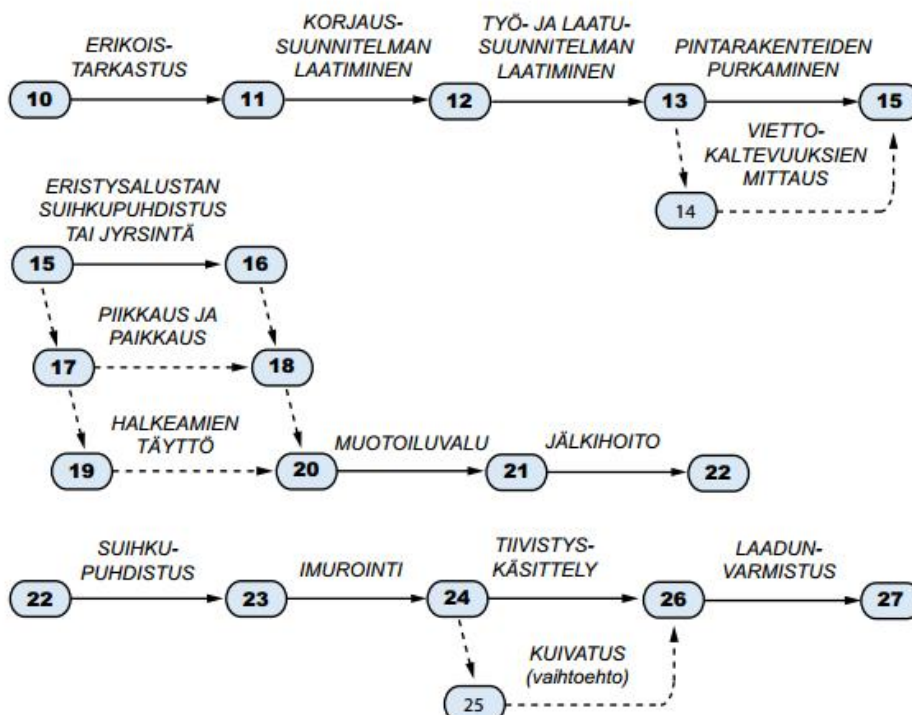 ERIKOIS-
TARKASTUS
KORJAUS-
SUUNNITELMAN
LAATIMINEN
TYÖ- JA LAATU-
SUUNNITELMAN
LAATIMINEN
PINTARAKENTEIDEN
PURKAMINEN
10
11
12
13
15
VIETTO-
KALTEVUUKSIEN
MITTAUS
14
ERISTYSALUSTAN
SUIHKUPUHDISTUS
TAI JYRSINTÄ
15
16
PIIKKAUS JA
PAIKKAUS
17
18
HALKEAMIEN
TÄYTTÖ
MUOTOILUVALU
JÄLKIHOITO
19
20
21
22
SUIHKU-
PUHDISTUS
IMUROINTI
TIIVISTYS-
KÄSITTELY
LAADUN-
VARMISTUS
22
23
24
26
27
KUIVATUS
(vaihtoehto)
25